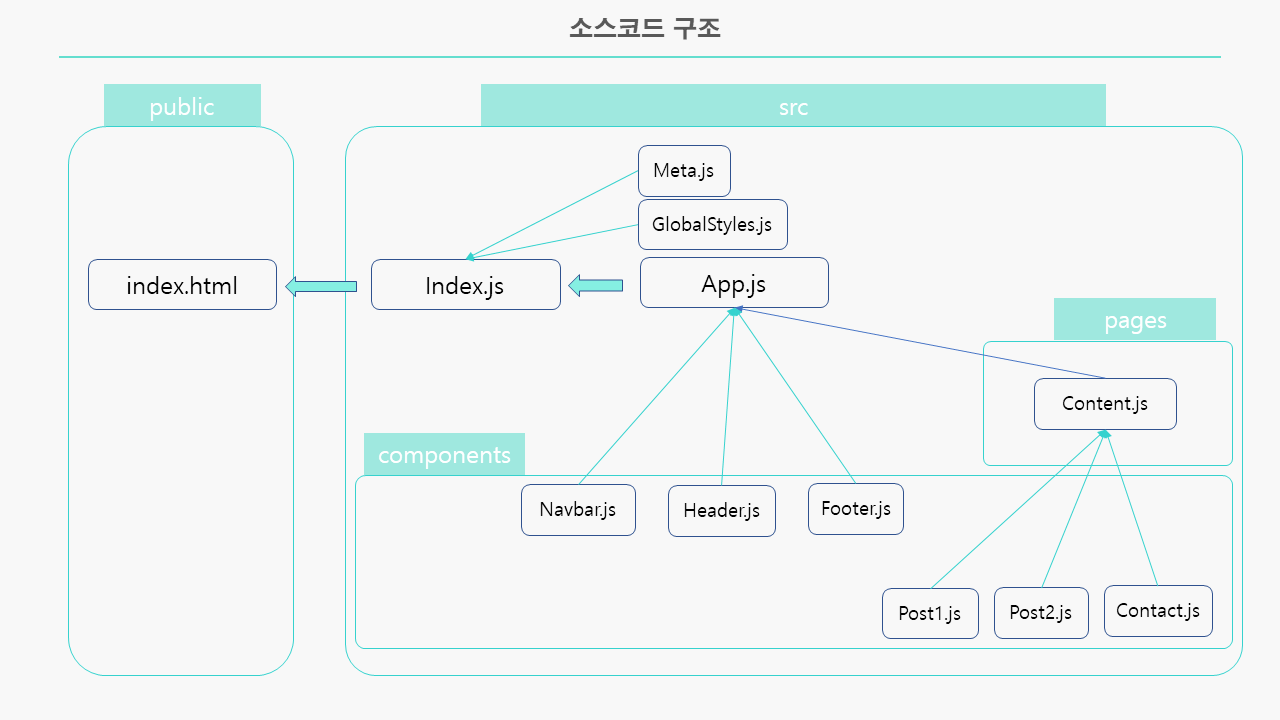 소스코드 구조
public
src
Meta.js
GlobalStyles.js
index.html
Index.js
App.js
pages
Content.js
components
Navbar.js
Header.js
Footer.js
Post1.js
Post2.js
Contact.js